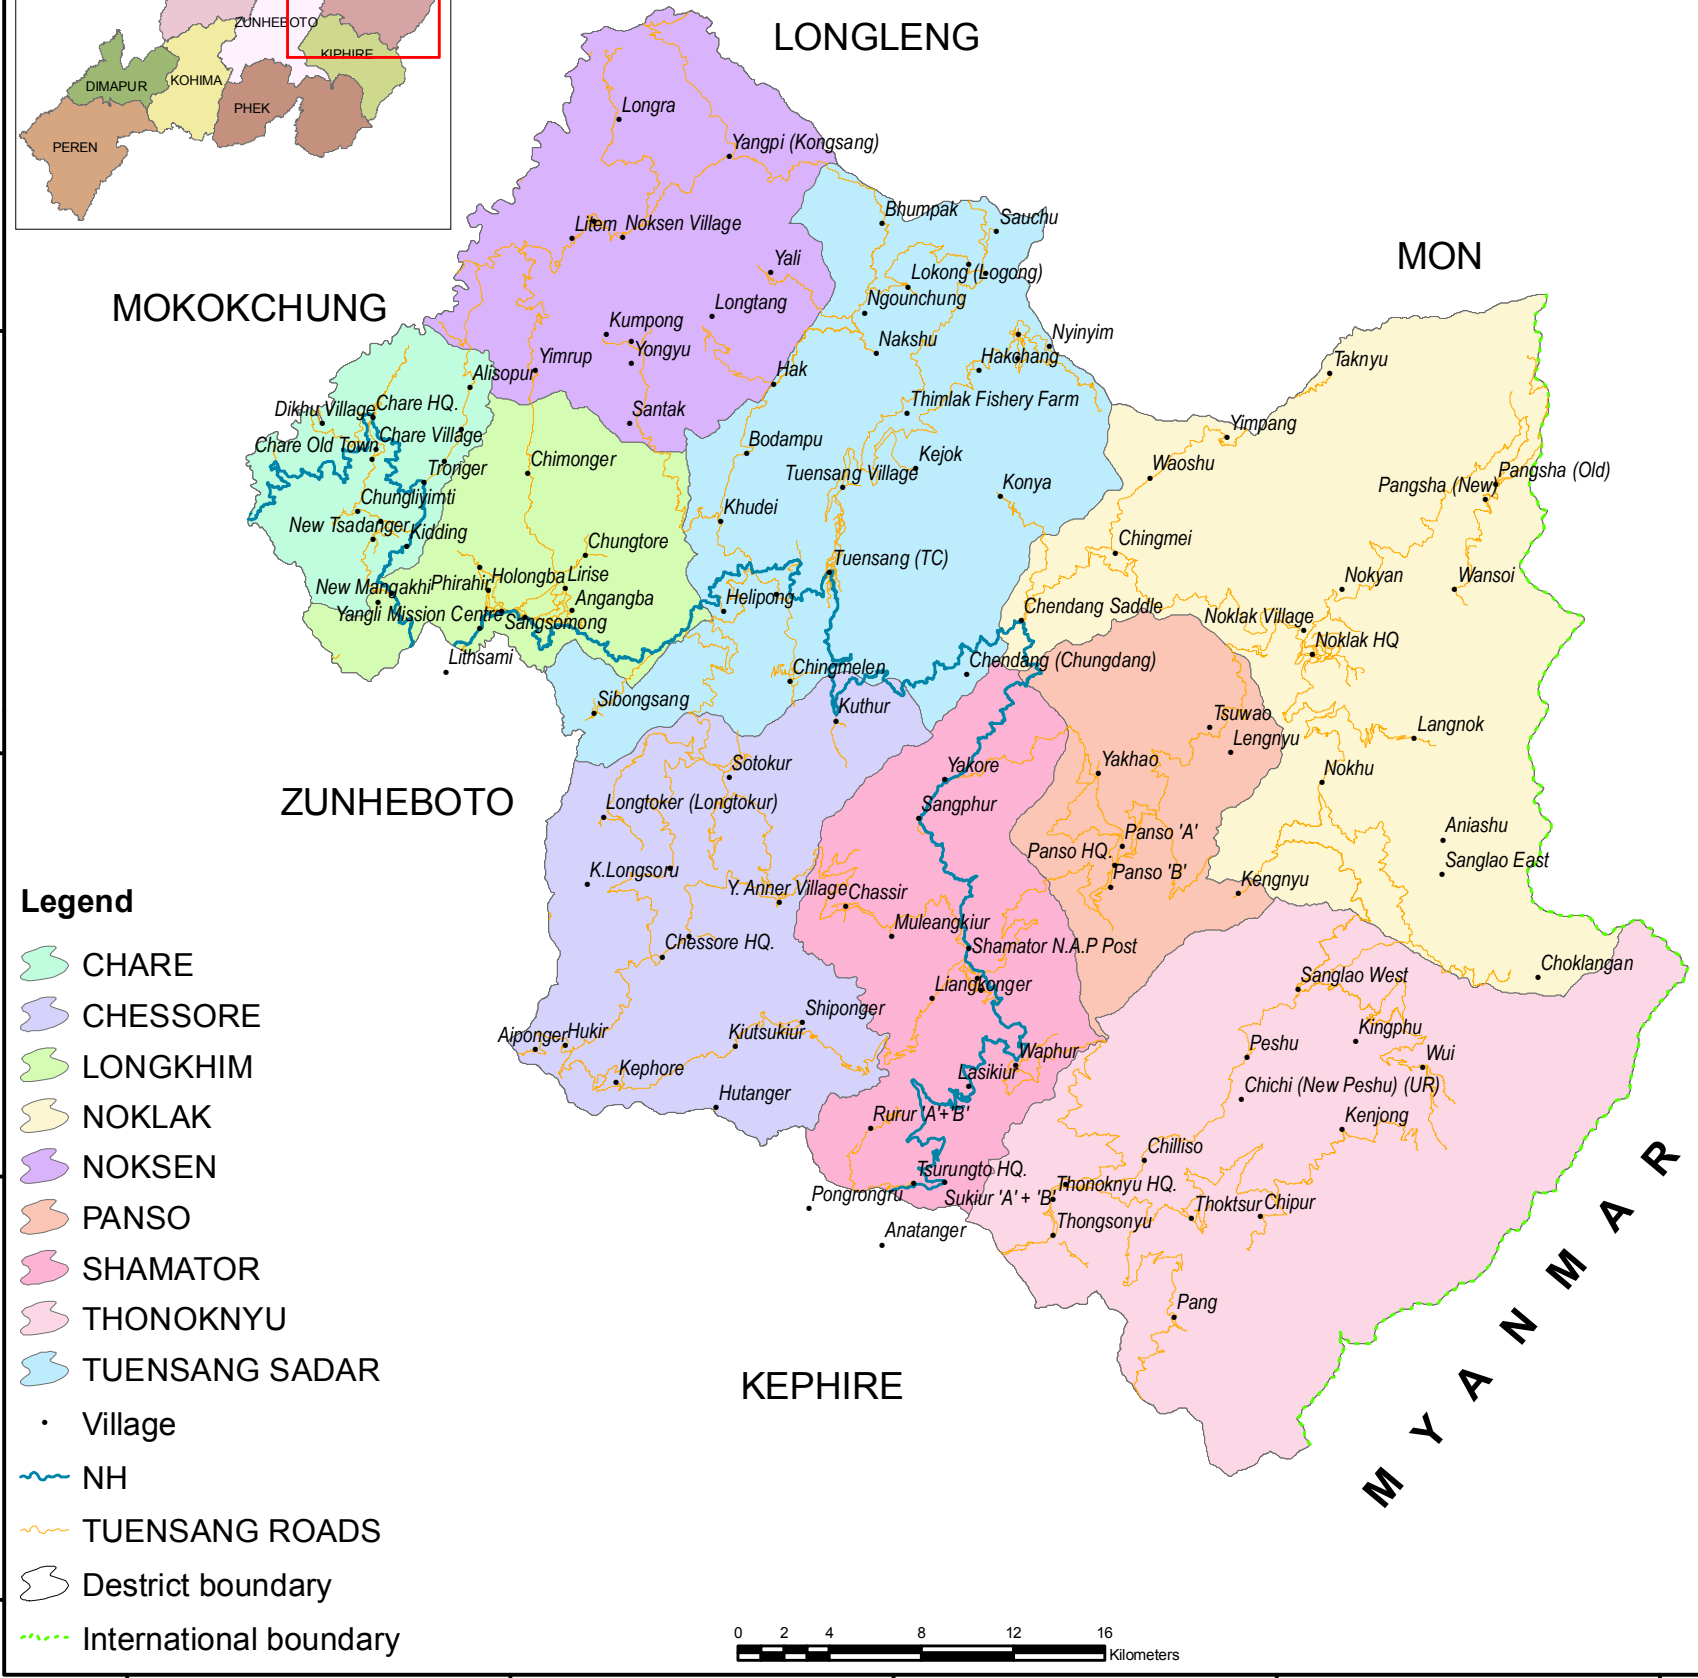 ZUNHEBOTO
KIPHIRE
DIMAPUR
KOHIMA
PHEK
PEREN
LONGLENG
MON
MOKOKCHUNG
ZUNHEBOTO
KEPHIRE
MYANMAR
Longra
Yangpi (Kongsang)
Litem
Noksen Village
Yali
Longtang
Kumpong
Yongyu
Yimrup
Hak
Santak
Bhumpak
Sauchu
Lokong (Logong)
Ngounchung
Nakshu
Nyinyim
Hakchang
Thimlak Fishery Farm
Bodampu
Tuensang Village
Kejok
Konya
Khudei
Tuensang (TC)
Helipong
Chingmelen
Chendang (Chungdang)
Sibongsang
Alisopur
Dikhu Village
Chare HQ.
Chare Old Town
Chare Village
Tronger
Chungliyimti
New Tsadanger
Kidding
New Mangakhi
Chimonger
Chungtore
Phirahir
Holongba
Lirise
Angangba
Yangli Mission Centre
Sangsomong
Lithsami
Taknyu
Yimpang
Waoshu
Pangsha (New)
Pangsha (Old)
Chingmei
Nokyan
Wansoi
Chendang Saddle
Noklak Village
Noklak HQ
Langnok
Nokhu
Aniashu
Sanglao East
Choklangan
Tsuwao
Lengnyu
Yakhao
Panso 'A'
Panso HQ.
Panso 'B'
Kengnyu
Kuthur
Sotokur
Longtoker (Longtokur)
K.Longsoru
Y. Anner Village
Chessore HQ.
Shiponger
Kiutsukiur
Aiponger
Hukir
Kephore
Hutanger
Yakore
Sangphur
Chassir
Muleangkiur
Shamator N.A.P Post
Liangkonger
Waphur
Lasikiur
Rurur 'A'+'B'
Tsurungto HQ.
Sukiur 'A' + 'B'
Pongrongru
Anatanger
Sanglao West
Kingphu
Peshu
Wui
Chichi (New Peshu) (UR)
Kenjong
Chilliso
Thonoknyu HQ.
Thoktsur
Chipur
Thongsonyu
Pang
Legend
CHARE
CHESSORE
LONGKHIM
NOKLAK
NOKSEN
PANSO
SHAMATOR
THONOKNYU
TUENSANG SADAR
Village
NH
TUENSANG ROADS
Destrict boundary
International boundary
0 2 4 8 12 16
Kilometers